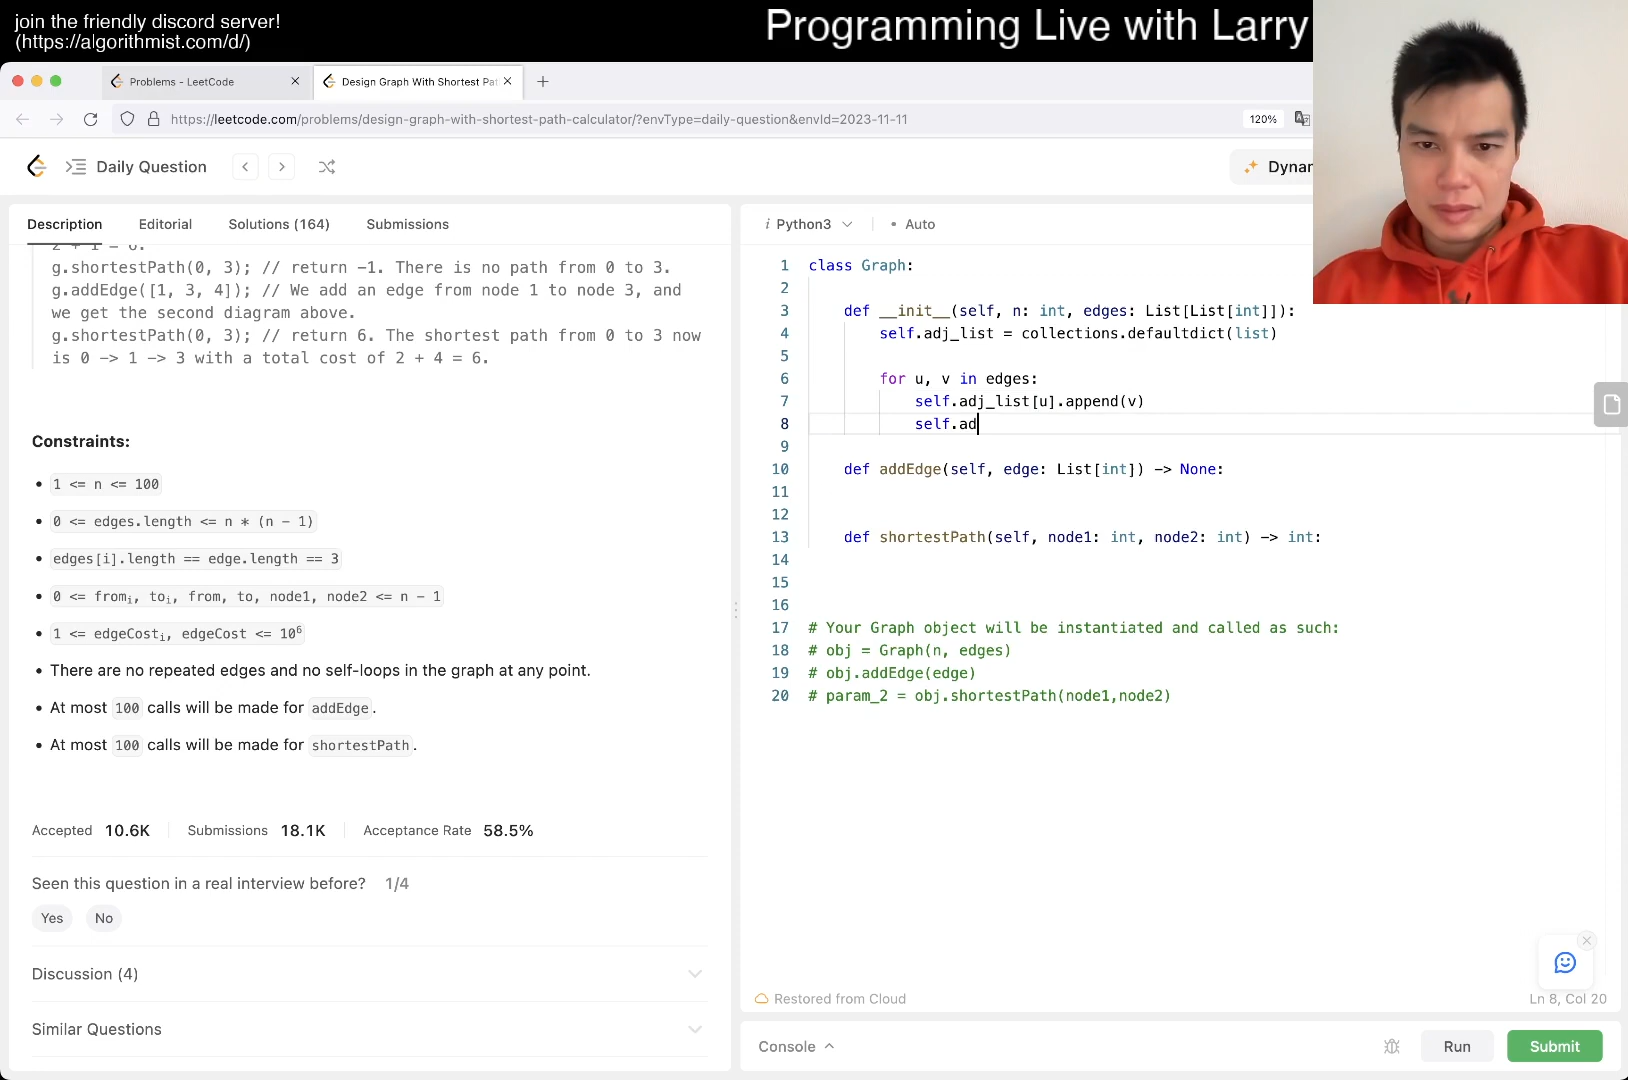 join the friendly discord server!
(https://algorithmist.com/d/)
Programming Live with Larry
Problems - LeetCode
Design Graph With Shortest Pat
https://leetcode.com/problems/design-graph-with-shortest-path-calculator/?envType=daily-question&envId=2023-11-11
120%
Daily Question
Dynam
Description
Editorial
Solutions (164)
Submissions
2 + 1 = 6.
g.shortestPath(0, 3); // return -1. There is no path from 0 to 3.
g.addEdge([1, 3, 4]); // We add an edge from node 1 to node 3, and
we get the second diagram above.
g.shortestPath(0, 3); // return 6. The shortest path from 0 to 3 now
is 0 -> 1 -> 3 with a total cost of 2 + 4 = 6.
Constraints:
• 1 <= n <= 100
• 0 <= edges.length <= n * (n - 1)
• edges[i].length == edge.length == 3
• 0 <= fromᵢ, toᵢ, from, to, node1, node2 <= n - 1
• 1 <= edgeCostᵢ, edgeCost <= 10⁶
• There are no repeated edges and no self-loops in the graph at any point.
• At most 100 calls will be made for addEdge.
• At most 100 calls will be made for shortestPath.
Accepted 10.6K
Submissions 18.1K
Acceptance Rate 58.5%
Seen this question in a real interview before? 1/4
Yes
No
Discussion (4)
Similar Questions
i Python3
• Auto
1 class Graph:
2
3     def __init__(self, n: int, edges: List[List[int]]):
4         self.adj_list = collections.defaultdict(list)
5
6         for u, v in edges:
7             self.adj_list[u].append(v)
8             self.ad
9
10     def addEdge(self, edge: List[int]) -> None:
11
12
13     def shortestPath(self, node1: int, node2: int) -> int:
14
15
16
17 # Your Graph object will be instantiated and called as such:
18 # obj = Graph(n, edges)
19 # obj.addEdge(edge)
20 # param_2 = obj.shortestPath(node1,node2)
Restored from Cloud
Ln 8, Col 20
Console
Run
Submit